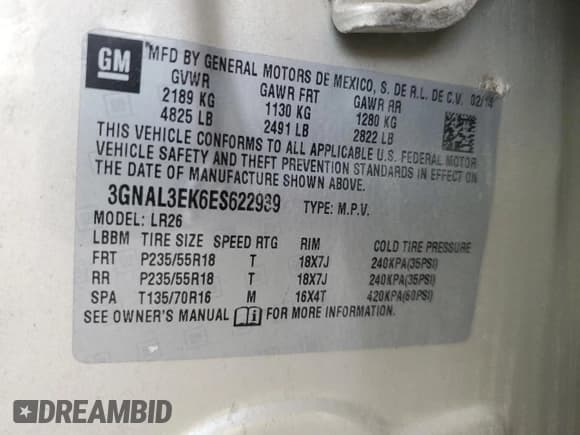 GM
MFD BY GENERAL MOTORS DE MEXICO, S. DE R.L. DE C.V. 02/14
GVWR GAWR FRT GAWR RR
2189 KG 1130 KG 1280 KG
4825 LB 2491 LB 2822 LB
THIS VEHICLE CONFORMS TO ALL APPLICABLE U.S. FEDERAL MOTOR
VEHICLE SAFETY AND THEFT PREVENTION STANDARDS IN EFFECT ON
THE DATE OF MANUFACTURE SHOWN ABOVE.
3GNAL3EK6ES622939 TYPE: M.P.V.
MODEL: LR26
LBBM TIRE SIZE SPEED RTG RIM COLD TIRE PRESSURE
FRT P235/55R18 T 18X7J 240KPA(35PSI)
RR P235/55R18 T 18X7J 240KPA(35PSI)
SPA T135/70R16 M 16X4T 420KPA(60PSI)
SEE OWNER'S MANUAL FOR MORE INFORMATION.
DREAMBID